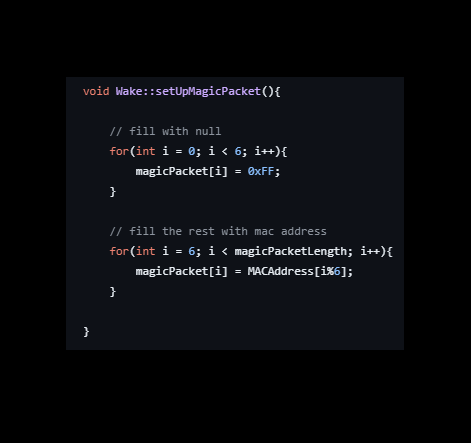 void Wake::setUpMagicPacket(){
// fill with null
for(int i = 0; i < 6; i++){
magicPacket[i] = 0xFF;
}
// fill the rest with mac address
for(int i = 6; i < magicPacketLength; i++){
magicPacket[i] = MACAddress[i%6];
}
}